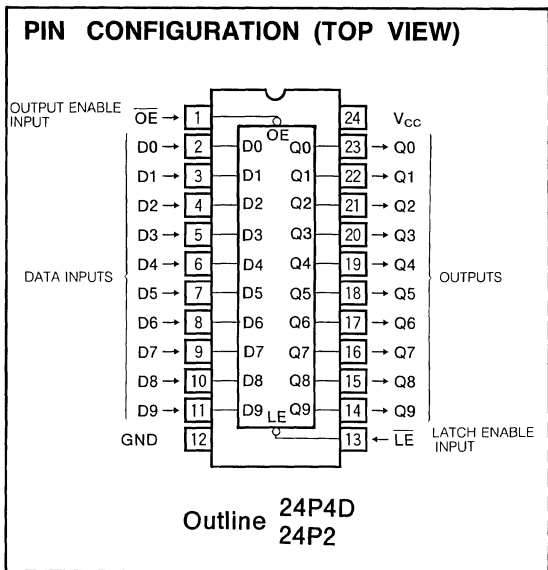 PIN CONFIGURATION (TOP VIEW)
OUTPUT ENABLE
INPUT
O̅E̅ → 1 OE 24 Vcc
D0 → 2 D0 Q0 23 → Q0
D1 → 3 D1 Q1 22 → Q1
D2 → 4 D2 Q2 21 → Q2
D3 → 5 D3 Q3 20 → Q3
D4 → 6 D4 Q4 19 → Q4
DATA INPUTS
OUTPUTS
D5 → 7 D5 Q5 18 → Q5
D6 → 8 D6 Q6 17 → Q6
D7 → 9 D7 Q7 16 → Q7
D8 → 10 D8 Q8 15 → Q8
D9 → 11 D9 LE Q9 14 → Q9
GND 12 13 ← L̅E̅
LATCH ENABLE
INPUT
Outline 24P4D
24P2